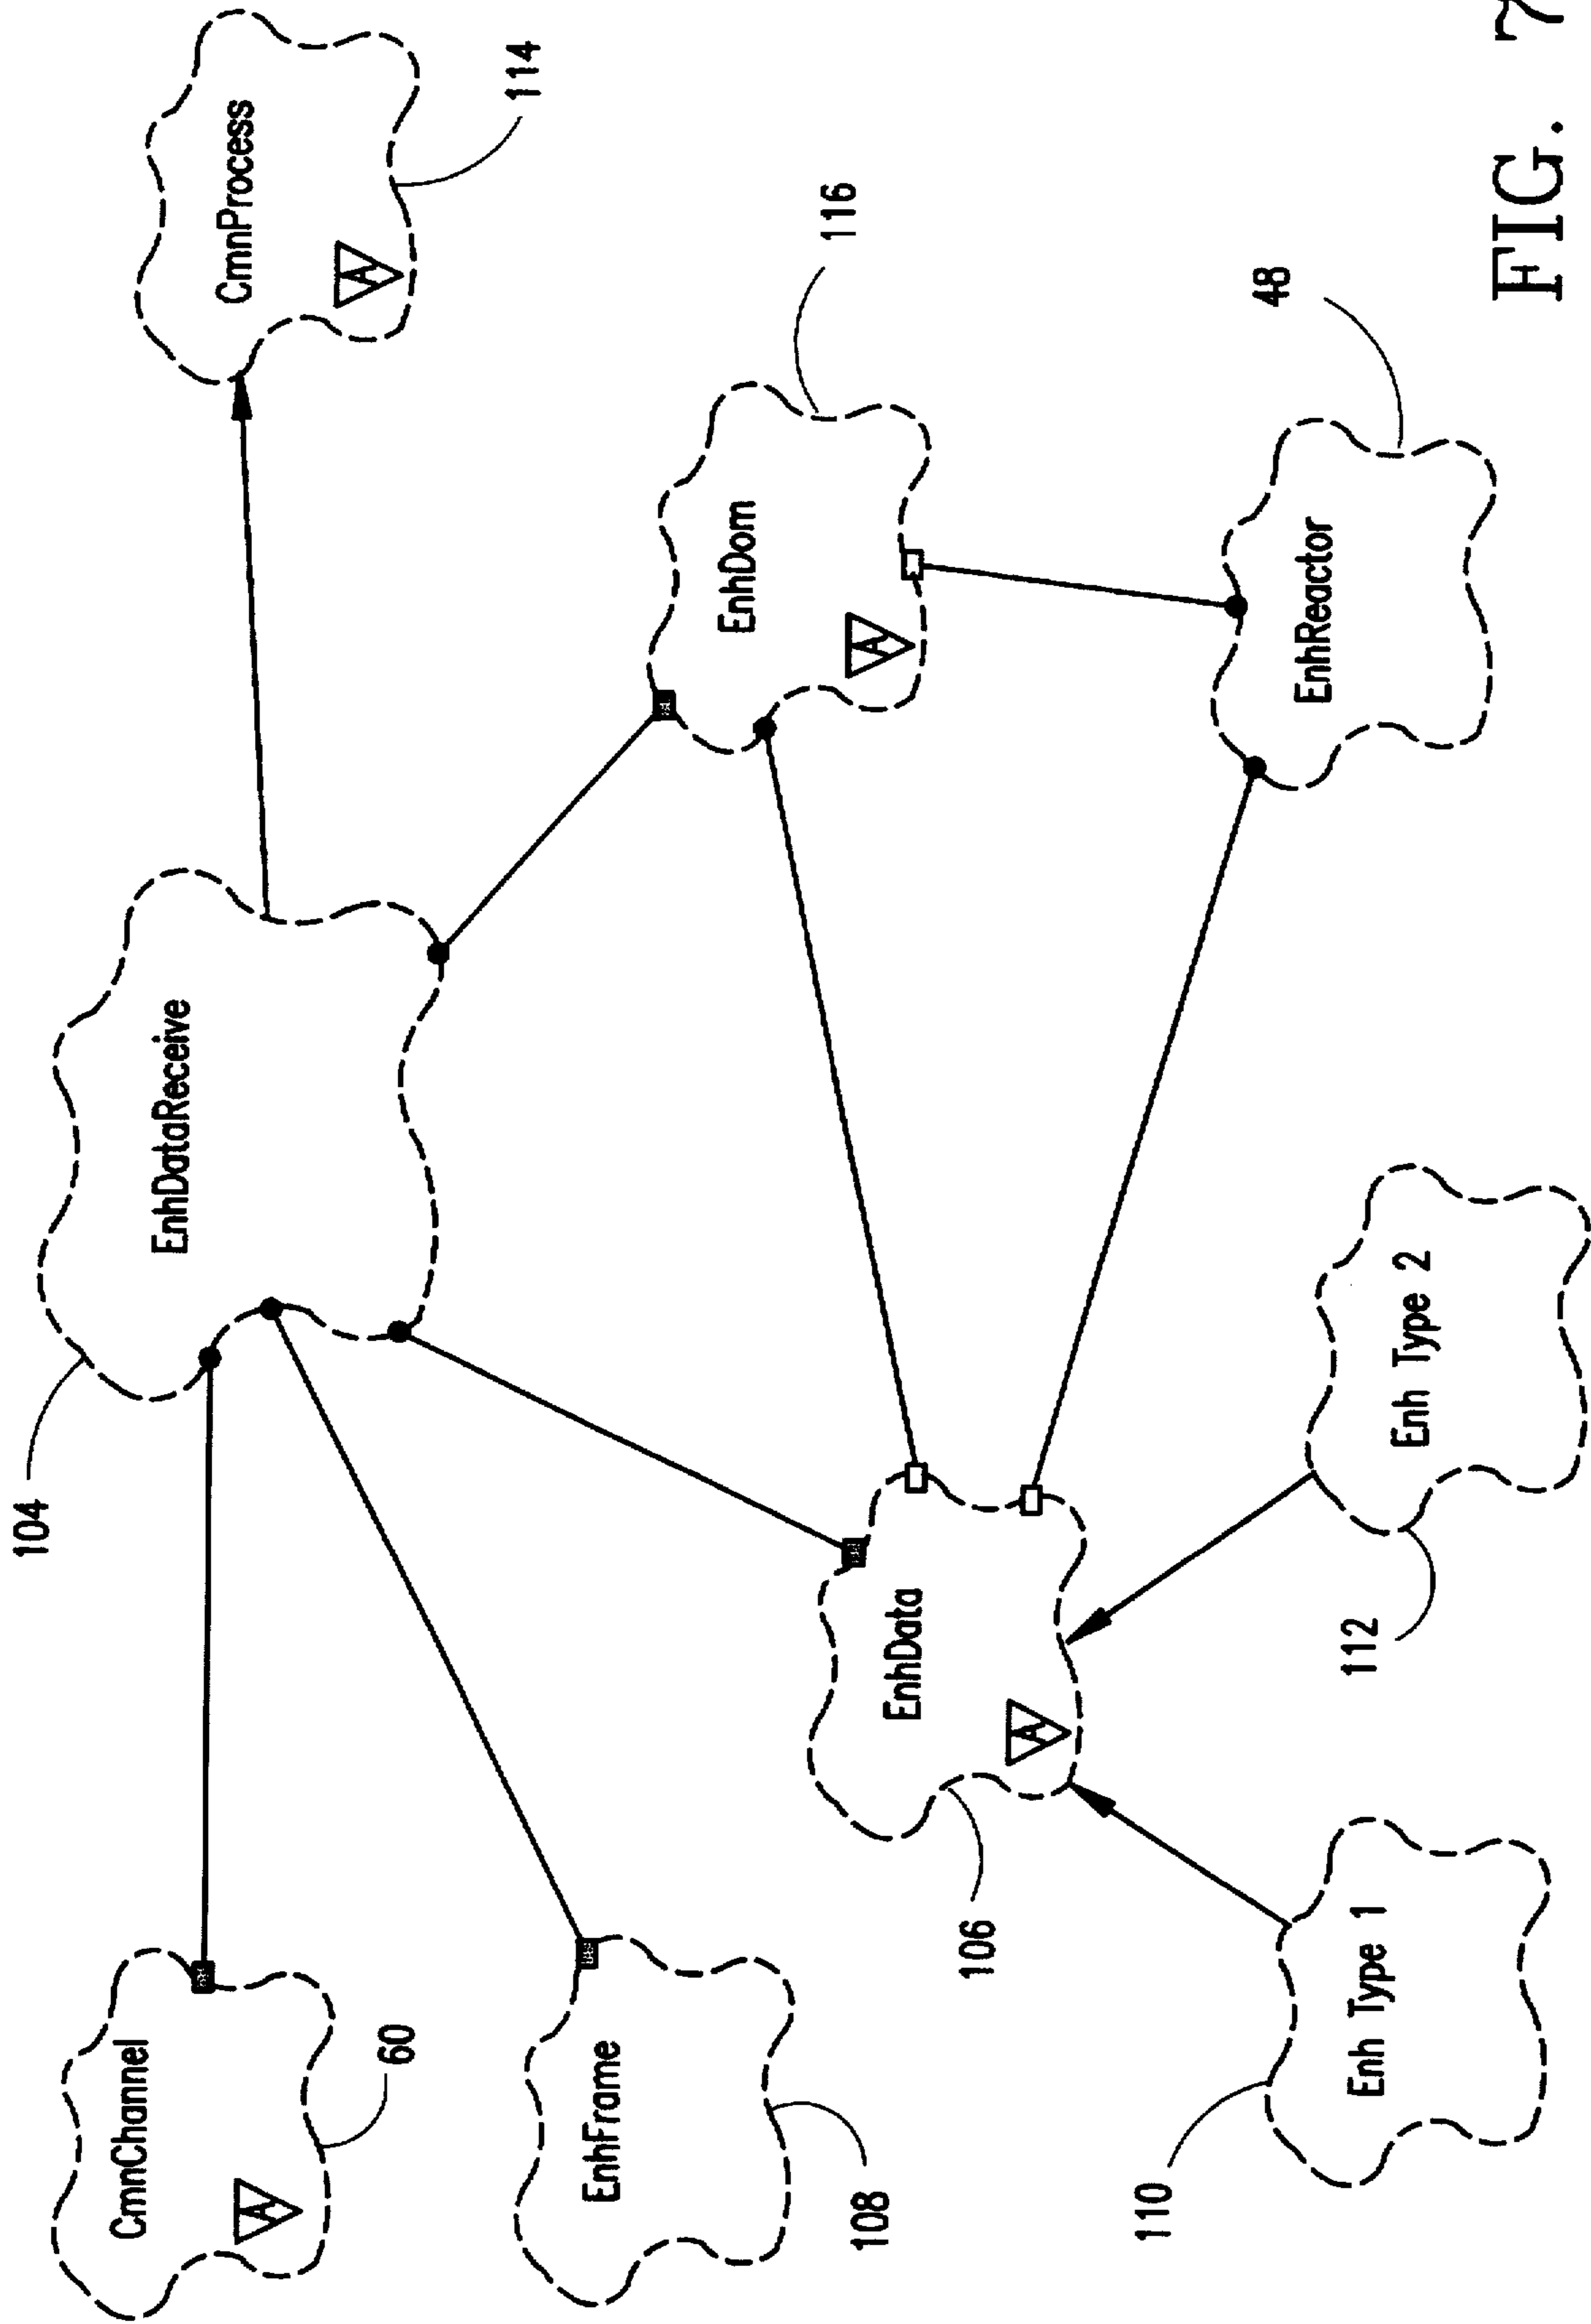 104
EnhDataReceive
CmnChannel
A
60
CmnProcess
A
114
EnhFrame
108
EnhData
A
106
EnhDom
A
116
Enh Type 1
110
Enh Type 2
112
EnhReactor
48
FIG. 7